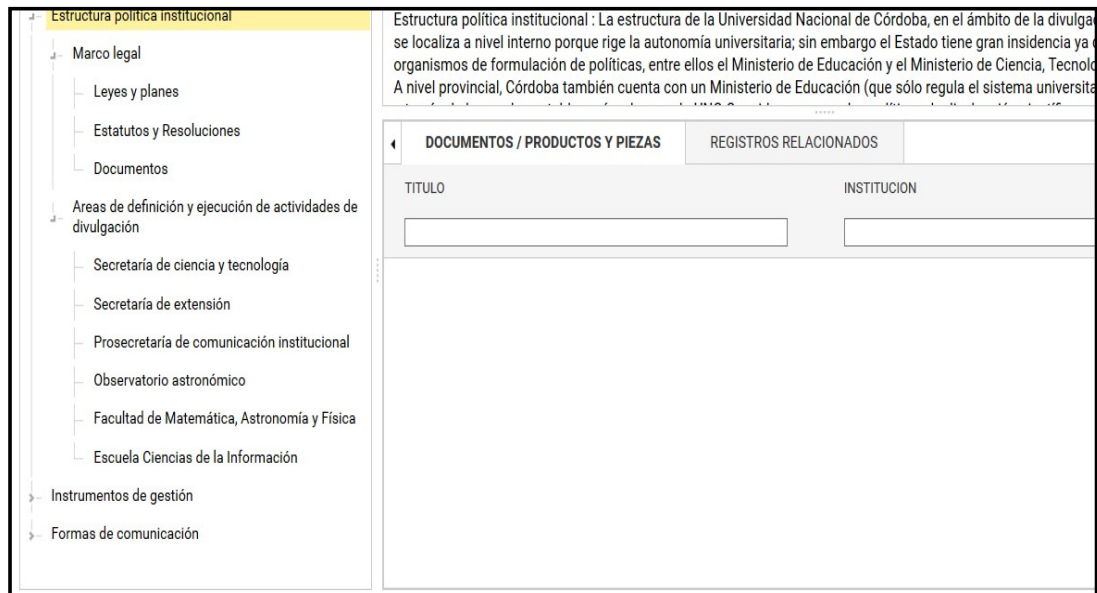 Estructura política institucional
Marco legal
Leyes y planes
Estatutos y Resoluciones
Documentos
Areas de definición y ejecución de actividades de
divulgación
Secretaría de ciencia y tecnología
Secretaría de extensión
Prosecretaría de comunicación institucional
Observatorio astronómico
Facultad de Matemática, Astronomía y Física
Escuela Ciencias de la Información
Instrumentos de gestión
Formas de comunicación
Estructura política institucional : La estructura de la Universidad Nacional de Córdoba, en el ámbito de la divulga
se localiza a nivel interno porque rige la autonomía universitaria; sin embargo el Estado tiene gran insidencia ya
organismos de formulación de políticas, entre ellos el Ministerio de Educación y el Ministerio de Ciencia, Tecnolo
A nivel provincial, Córdoba también cuenta con un Ministerio de Educación (que sólo regula el sistema universita
DOCUMENTOS / PRODUCTOS Y PIEZAS
REGISTROS RELACIONADOS
TITULO
INSTITUCION